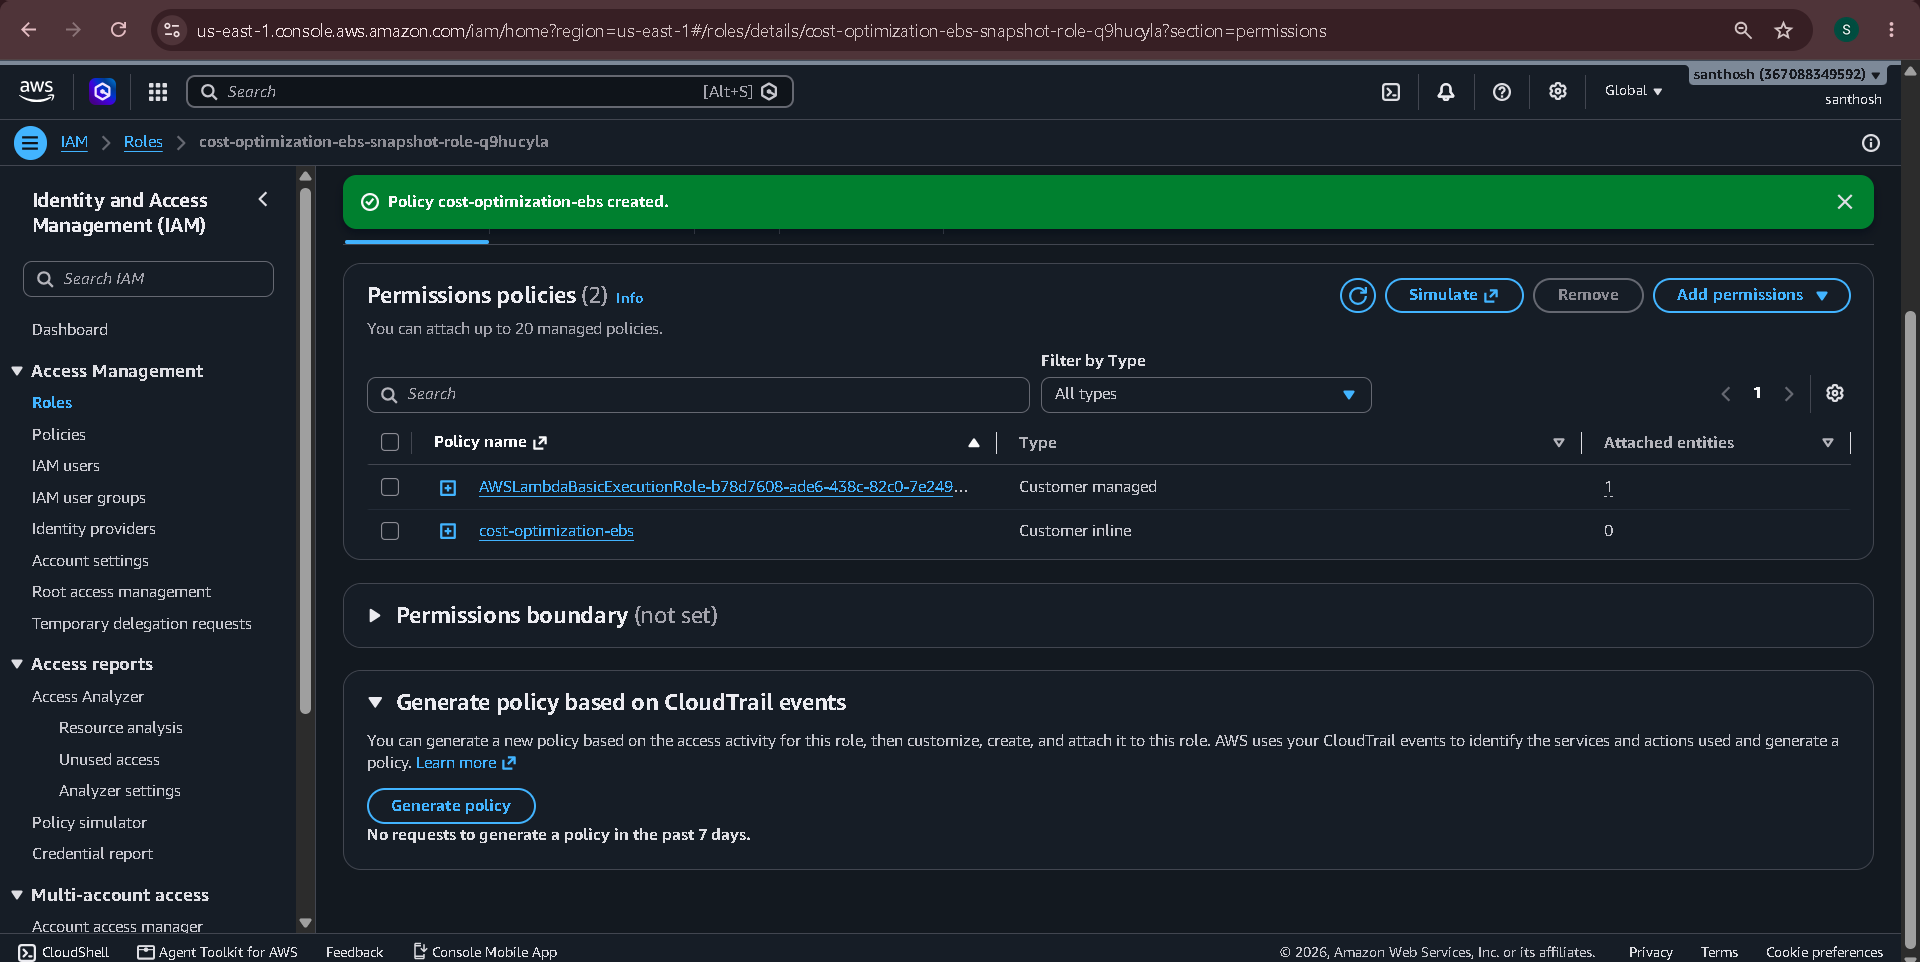 us-east-1.console.aws.amazon.com/iam/home?region=us-east-1#/roles/details/cost-optimization-ebs-snapshot-role-q9hucyla?section=permissions
S
aws
Search
[Alt+S]
Global
santhosh (367088349592)
santhosh
IAM
Roles
cost-optimization-ebs-snapshot-role-q9hucyla
Identity and Access
Management (IAM)
Search IAM
Dashboard
Access Management
Roles
Policies
IAM users
IAM user groups
Identity providers
Account settings
Root access management
Temporary delegation requests
Access reports
Access Analyzer
Resource analysis
Unused access
Analyzer settings
Policy simulator
Credential report
Multi-account access
Account access manager
Policy cost-optimization-ebs created.
Permissions policies (2) Info
You can attach up to 20 managed policies.
Simulate
Remove
Add permissions
Filter by Type
Search
All types
1
Policy name
Type
Attached entities
AWSLambdaBasicExecutionRole-b78d7608-ade6-438c-82c0-7e249...
Customer managed
1
cost-optimization-ebs
Customer inline
0
Permissions boundary (not set)
Generate policy based on CloudTrail events
You can generate a new policy based on the access activity for this role, then customize, create, and attach it to this role. AWS uses your CloudTrail events to identify the services and actions used and generate a
policy. Learn more
Generate policy
No requests to generate a policy in the past 7 days.
CloudShell
Agent Toolkit for AWS
Feedback
Console Mobile App
© 2026, Amazon Web Services, Inc. or its affiliates.
Privacy
Terms
Cookie preferences